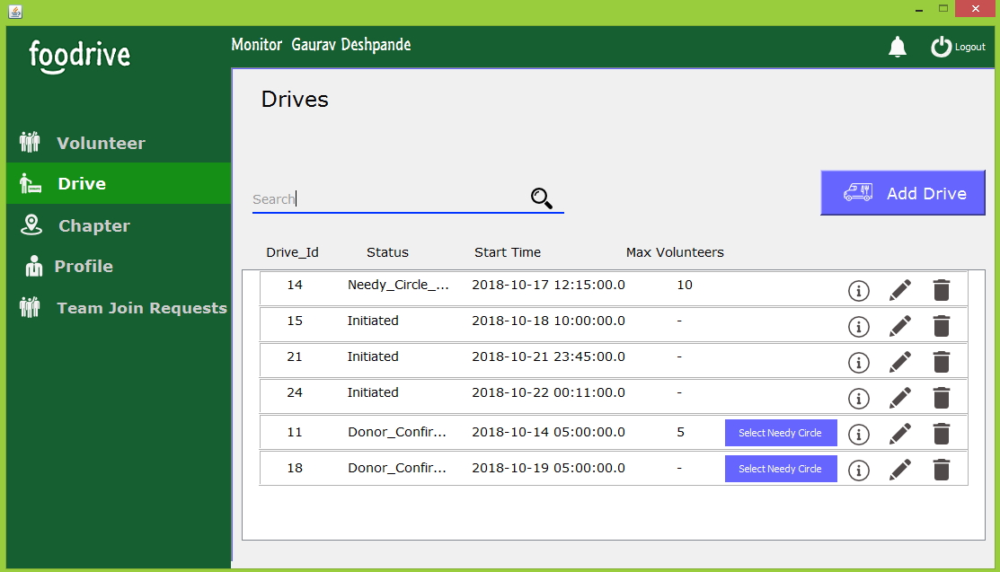 foodrive
Monitor Gaurav Deshpande
Logout
Volunteer
Drive
Chapter
Profile
Team Join Requests
Drives
Search
Add Drive
Drive_Id Status Start Time Max Volunteers
14 Needy_Circle_... 2018-10-17 12:15:00.0 10
15 Initiated 2018-10-18 10:00:00.0 -
21 Initiated 2018-10-21 23:45:00.0 -
24 Initiated 2018-10-22 00:11:00.0 -
11 Donor_Confir... 2018-10-14 05:00:00.0 5 Select Needy Circle
18 Donor_Confir... 2018-10-19 05:00:00.0 - Select Needy Circle